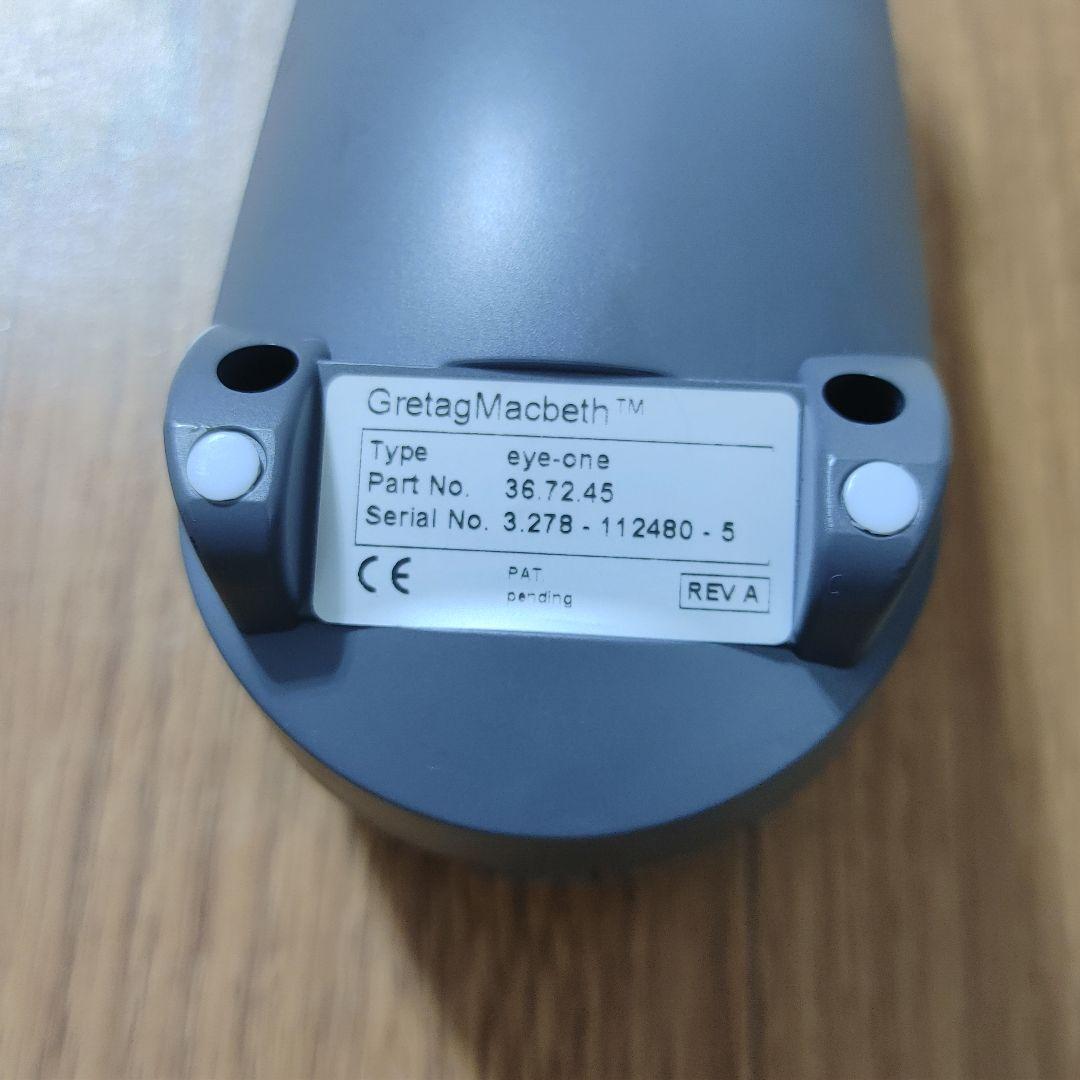 GretagMacbeth™
Type eye-one
Part No. 36.72.45
Serial No. 3.278 - 112480 - 5
CE PAT.
pending REV A